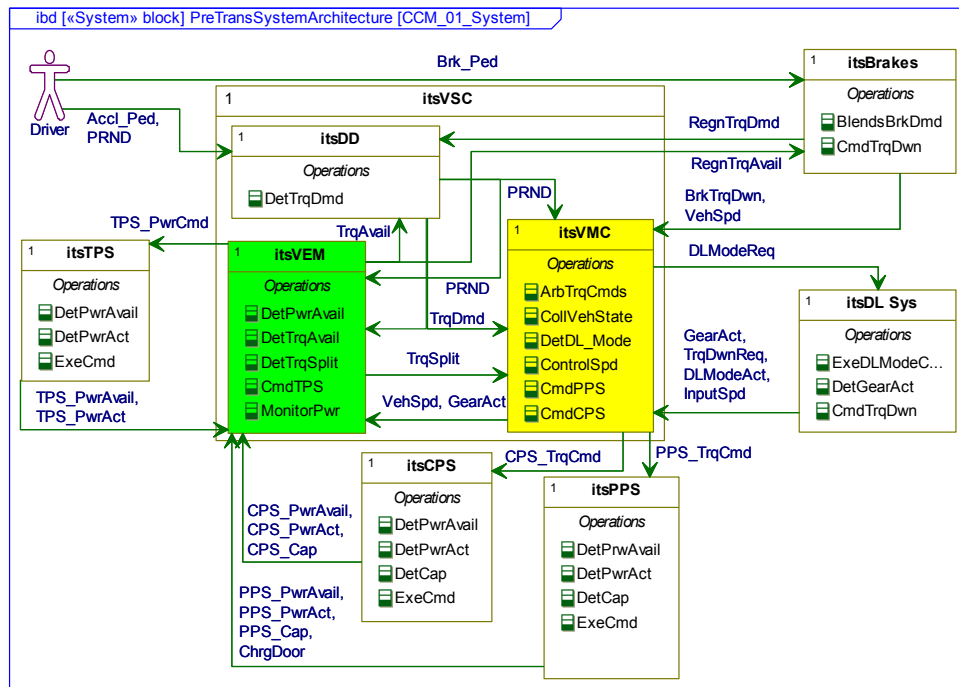 ibd [«System» block] PreTransSystemArchitecture [CCM_01_System]
Driver
Brk_Ped
Accl_Ped,
PRND
1
itsBrakes
Operations
BlendsBrkDmd
CmdTrqDwn
1
itsVSC
1
itsDD
Operations
DetTrqDmd
RegnTrqDmd
RegnTrqAvail
PRND
BrkTrqDwn,
VehSpd
TPS_PwrCmd
TrqAvail
1
itsTPS
Operations
DetPwrAvail
DetPwrAct
ExeCmd
1
itsVEM
Operations
DetPwrAvail
DetTrqAvail
DetTrqSplit
CmdTPS
MonitorPwr
PRND
TrqDmd
TrqSplit
VehSpd, GearAct
1
itsVMC
Operations
ArbTrqCmds
CollVehState
DetDL_Mode
ControlSpd
CmdPPS
CmdCPS
DLModeReq
1
itsDL Sys
Operations
ExeDLModeC...
DetGearAct
CmdTrqDwn
GearAct,
TrqDwnReq,
DLModeAct,
InputSpd
TPS_PwrAvail,
TPS_PwrAct
CPS_TrqCmd
PPS_TrqCmd
1
itsCPS
Operations
DetPwrAvail
DetPwrAct
DetCap
ExeCmd
CPS_PwrAvail,
CPS_PwrAct,
CPS_Cap
1
itsPPS
Operations
DetPrwAvail
DetPwrAct
DetCap
ExeCmd
PPS_PwrAvail,
PPS_PwrAct,
PPS_Cap,
ChrgDoor